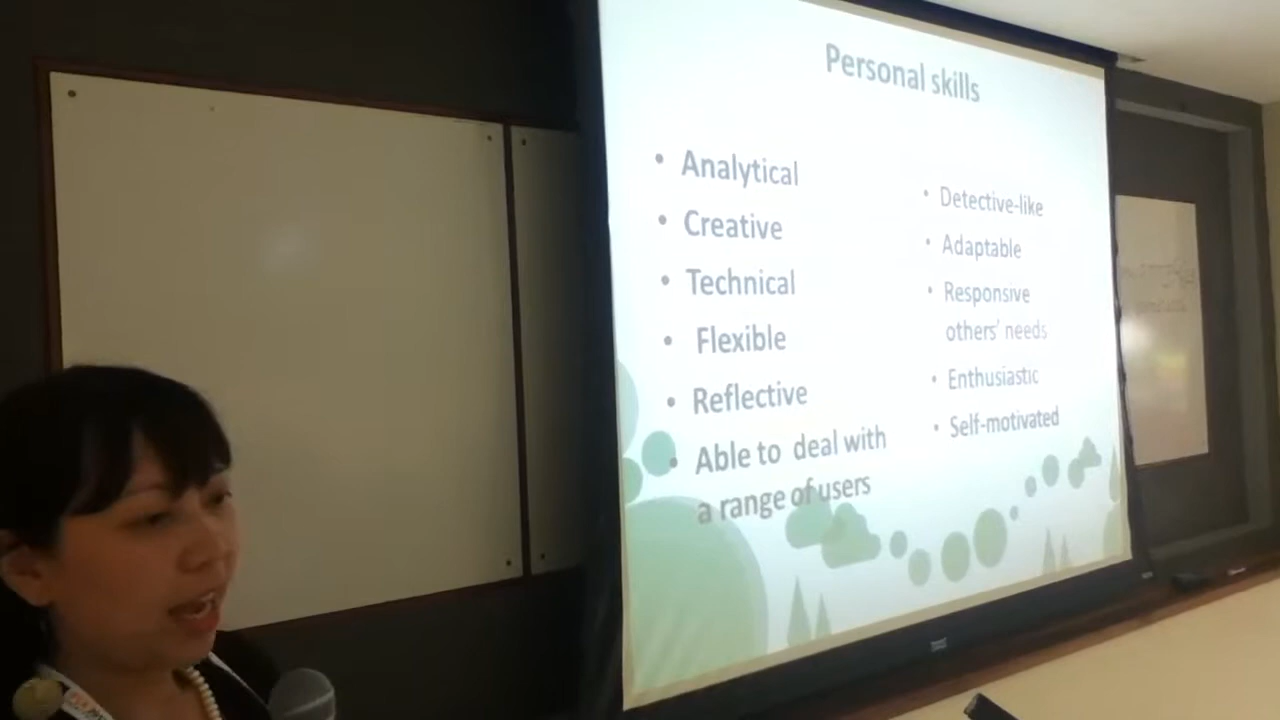 Personal skills
• Analytical
• Creative
• Technical
• Flexible
• Reflective
• Able to deal with
a range of users
• Detective-like
• Adaptable
• Responsive
others' needs
• Enthusiastic
• Self-motivated